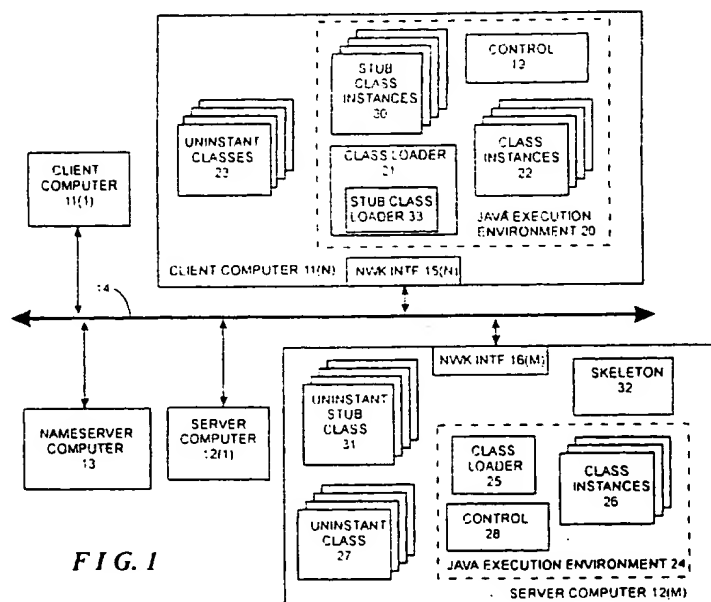 STUB
CLASS
INSTANCES
30
CONTROL
19
UNINSTANT
CLASSES
23
CLASS LOADER
21
STUB CLASS
LOADER 33
CLASS
INSTANCES
22
JAVA EXECUTION
ENVIRONMENT 20
CLIENT COMPUTER 11(N)
NWK INTF 15(N)
CLIENT
COMPUTER
11(1)
14
NAMESERVER
COMPUTER
13
SERVER
COMPUTER
12(1)
NWK INTF 16(M)
UNINSTANT
STUB
CLASS
31
SKELETON
32
UNINSTANT
CLASS
27
CLASS
LOADER
25
CONTROL
28
CLASS
INSTANCES
26
JAVA EXECUTION ENVIRONMENT 24
SERVER COMPUTER 12(M)
FIG. 1